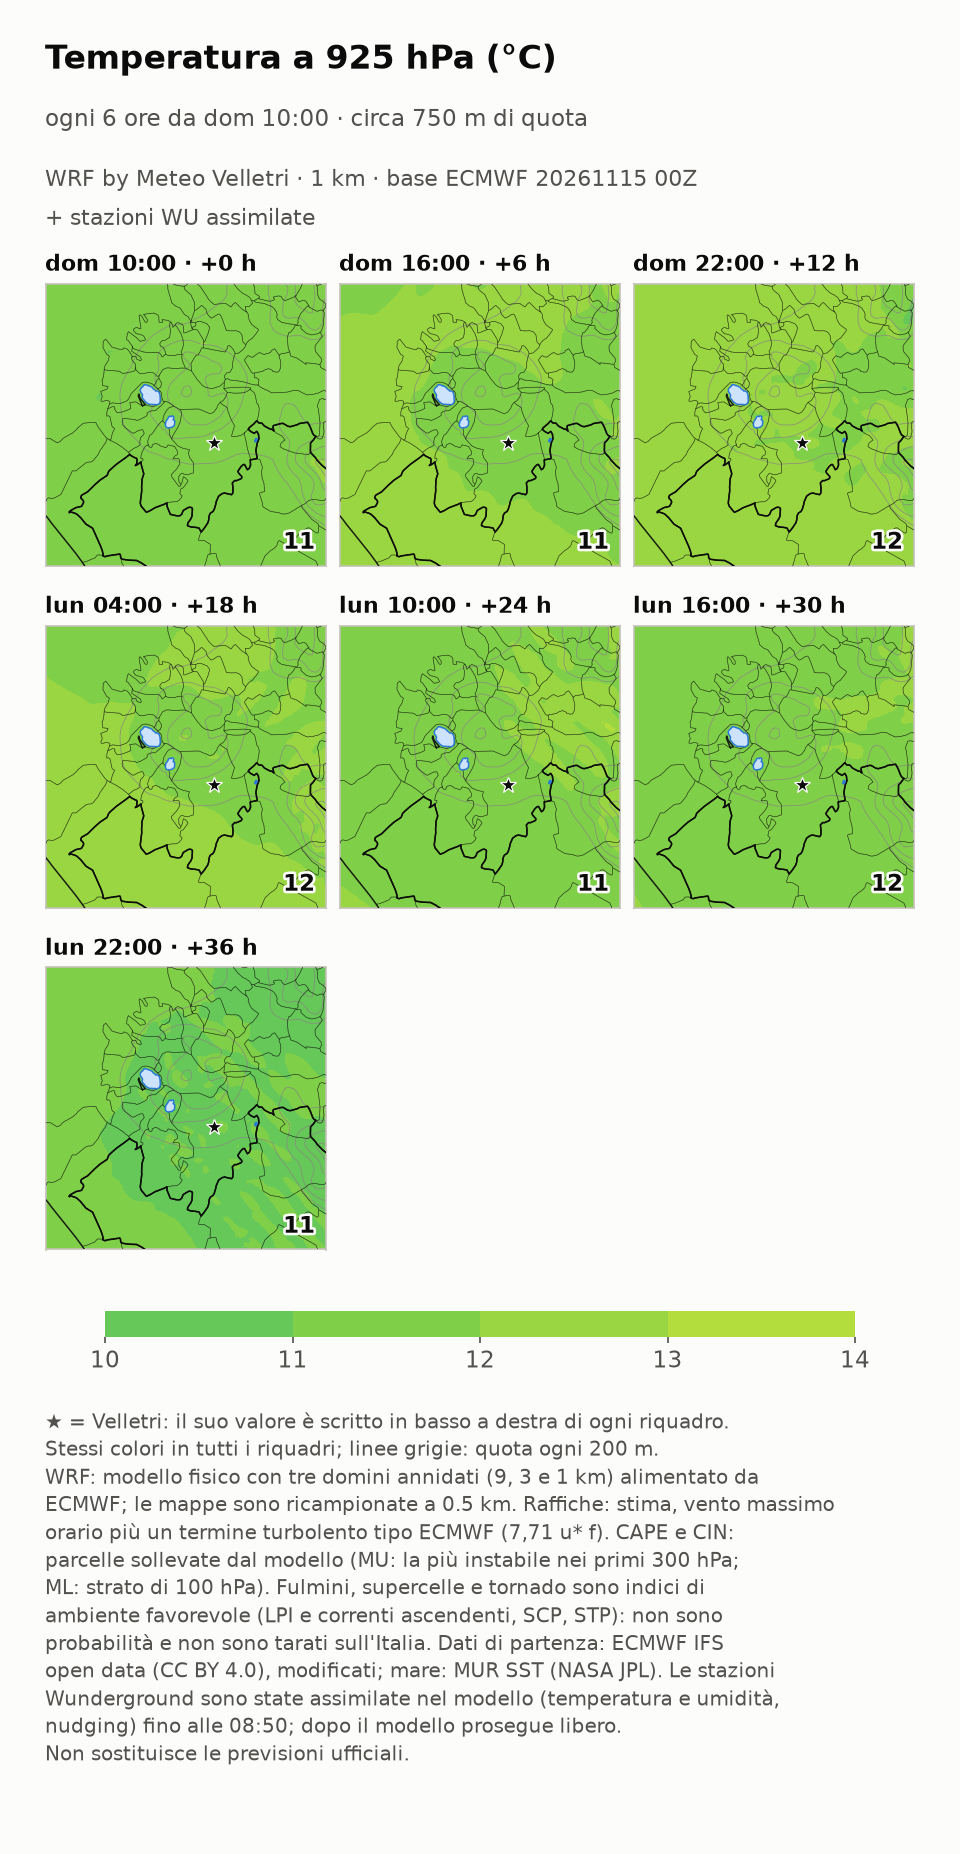 Temperatura a 925 hPa (°C)
ogni 6 ore da dom 10:00 · circa 750 m di quota
WRF by Meteo Velletri · 1 km · base ECMWF 20261115 00Z
+ stazioni WU assimilate
dom 10:00 · +0 h
dom 16:00 · +6 h
dom 22:00 · +12 h
11
11
12
lun 04:00 · +18 h
lun 10:00 · +24 h
lun 16:00 · +30 h
12
11
12
lun 22:00 · +36 h
11
10 11 12 13 14
★ = Velletri: il suo valore è scritto in basso a destra di ogni riquadro.
Stessi colori in tutti i riquadri; linee grigie: quota ogni 200 m.
WRF: modello fisico con tre domini annidati (9, 3 e 1 km) alimentato da
ECMWF; le mappe sono ricampionate a 0.5 km. Raffiche: stima, vento massimo
orario più un termine turbolento tipo ECMWF (7,71 u* f). CAPE e CIN:
parcelle sollevate dal modello (MU: la più instabile nei primi 300 hPa;
ML: strato di 100 hPa). Fulmini, supercelle e tornado sono indici di
ambiente favorevole (LPI e correnti ascendenti, SCP, STP): non sono
probabilità e non sono tarati sull'Italia. Dati di partenza: ECMWF IFS
open data (CC BY 4.0), modificati; mare: MUR SST (NASA JPL). Le stazioni
Wunderground sono state assimilate nel modello (temperatura e umidità,
nudging) fino alle 08:50; dopo il modello prosegue libero.
Non sostituisce le previsioni ufficiali.